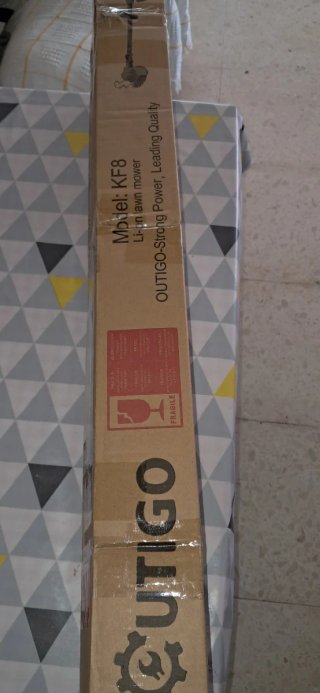 Model: KF8
Li-ion lawn mower
OUTIGO-Strong Power, Leading Quality
FRAGILE
OUTIGO